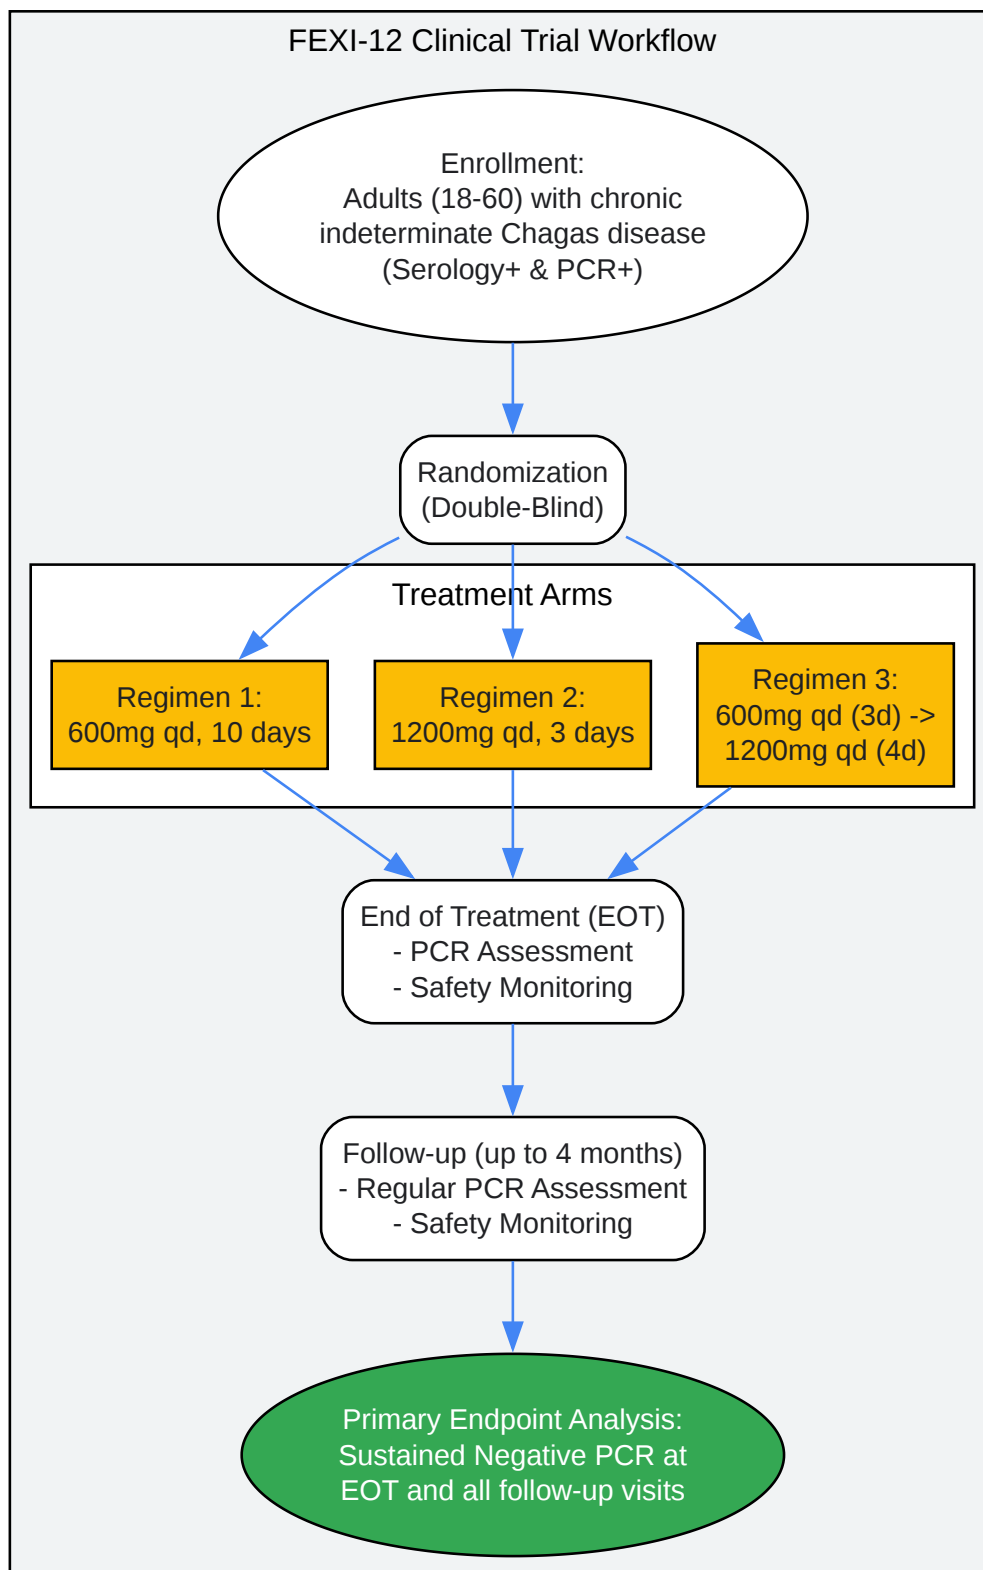 FEXI-12 Clinical Trial Workflow
Enrollment:
Adults (18-60) with chronic
indeterminate Chagas disease
(Serology+ & PCR+)
Randomization
(Double-Blind)
Treatment Arms
Regimen 1:
600mg qd, 10 days
Regimen 2:
1200mg qd, 3 days
Regimen 3:
600mg qd (3d) ->
1200mg qd (4d)
End of Treatment (EOT)
- PCR Assessment
- Safety Monitoring
Follow-up (up to 4 months)
- Regular PCR Assessment
- Safety Monitoring
Primary Endpoint Analysis:
Sustained Negative PCR at
EOT and all follow-up visits